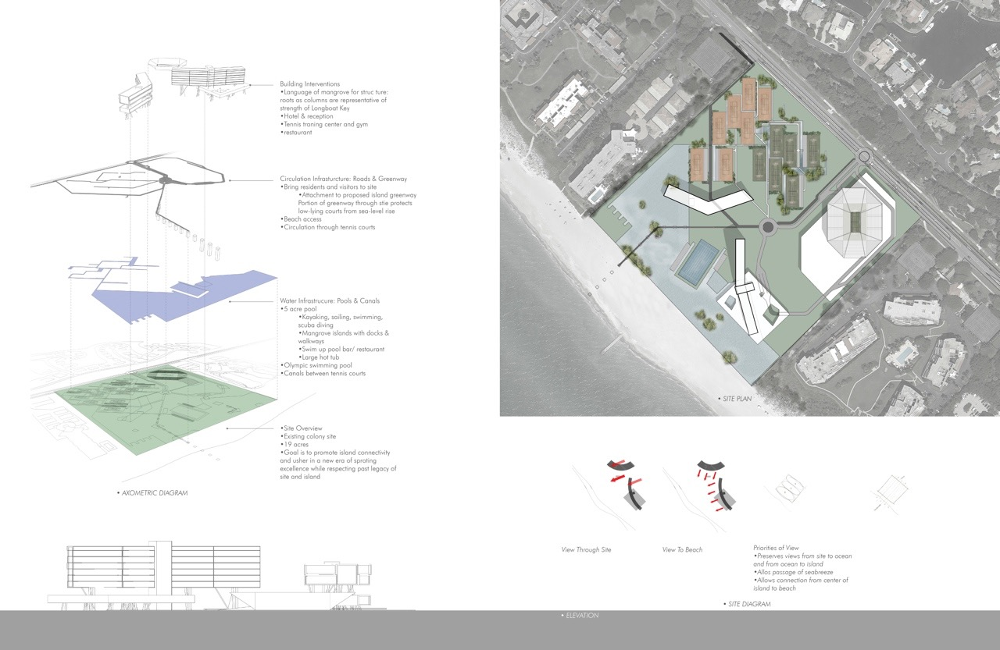 Building Interventions
•Language of mangrove for struc ture:
roots as columns are representative of
strength of Longboat Key
•Hotel & reception
•Tennis traning center and gym
•restaurant
Circulation Infrasturcture: Roads & Greenway
•Bring residents and visitors to site
•Attachment to proposed island greenway
Portion of greenway through stie protects
low-lying courts from sea-level rise
•Beach access
•Circulation through tennis courts
Water Infrastrucure: Pools & Canals
•5 acre pool
•Kayaking, sailing, swimming,
scuba diving
•Mangrove islands with docks &
walkways
•Swim up pool bar/ restaurant
•Large hot tub
•Olympic swimming pool
•Canals between tennis courts
•Site Overview
•Existing colony site
•19 acres
•Goal is to promote island connectivity
and usher in a new era of sproting
excellence while respecting past legacy of
site and island
• AXOMETRIC DIAGRAM
• SITE PLAN
View Through Site
View To Beach
Priorities of View
•Preserves views from site to ocean
and from ocean to island
•Allos passage of seabreeze
•Allows connection from center of
island to beach
• SITE DIAGRAM
• ELEVATION